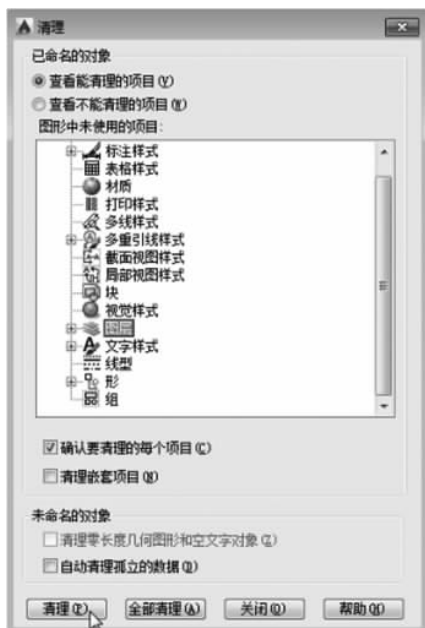 清理
已命名的对象
查看能清理的项目(V)
查看不能清理的项目(W)
图形中未使用的项目:
标注样式
表格样式
材质
打印样式
多线样式
多重引线样式
截面视图样式
局部视图样式
块
视觉样式
图层
文字样式
线型
形
组
确认要清理的每个项目(C)
清理嵌套项目(N)
未命名的对象
清理零长度几何图形和空文字对象(Z)
自动清理孤立的数据(D)
清理(P) 全部清理(A) 关闭(O) 帮助(H)